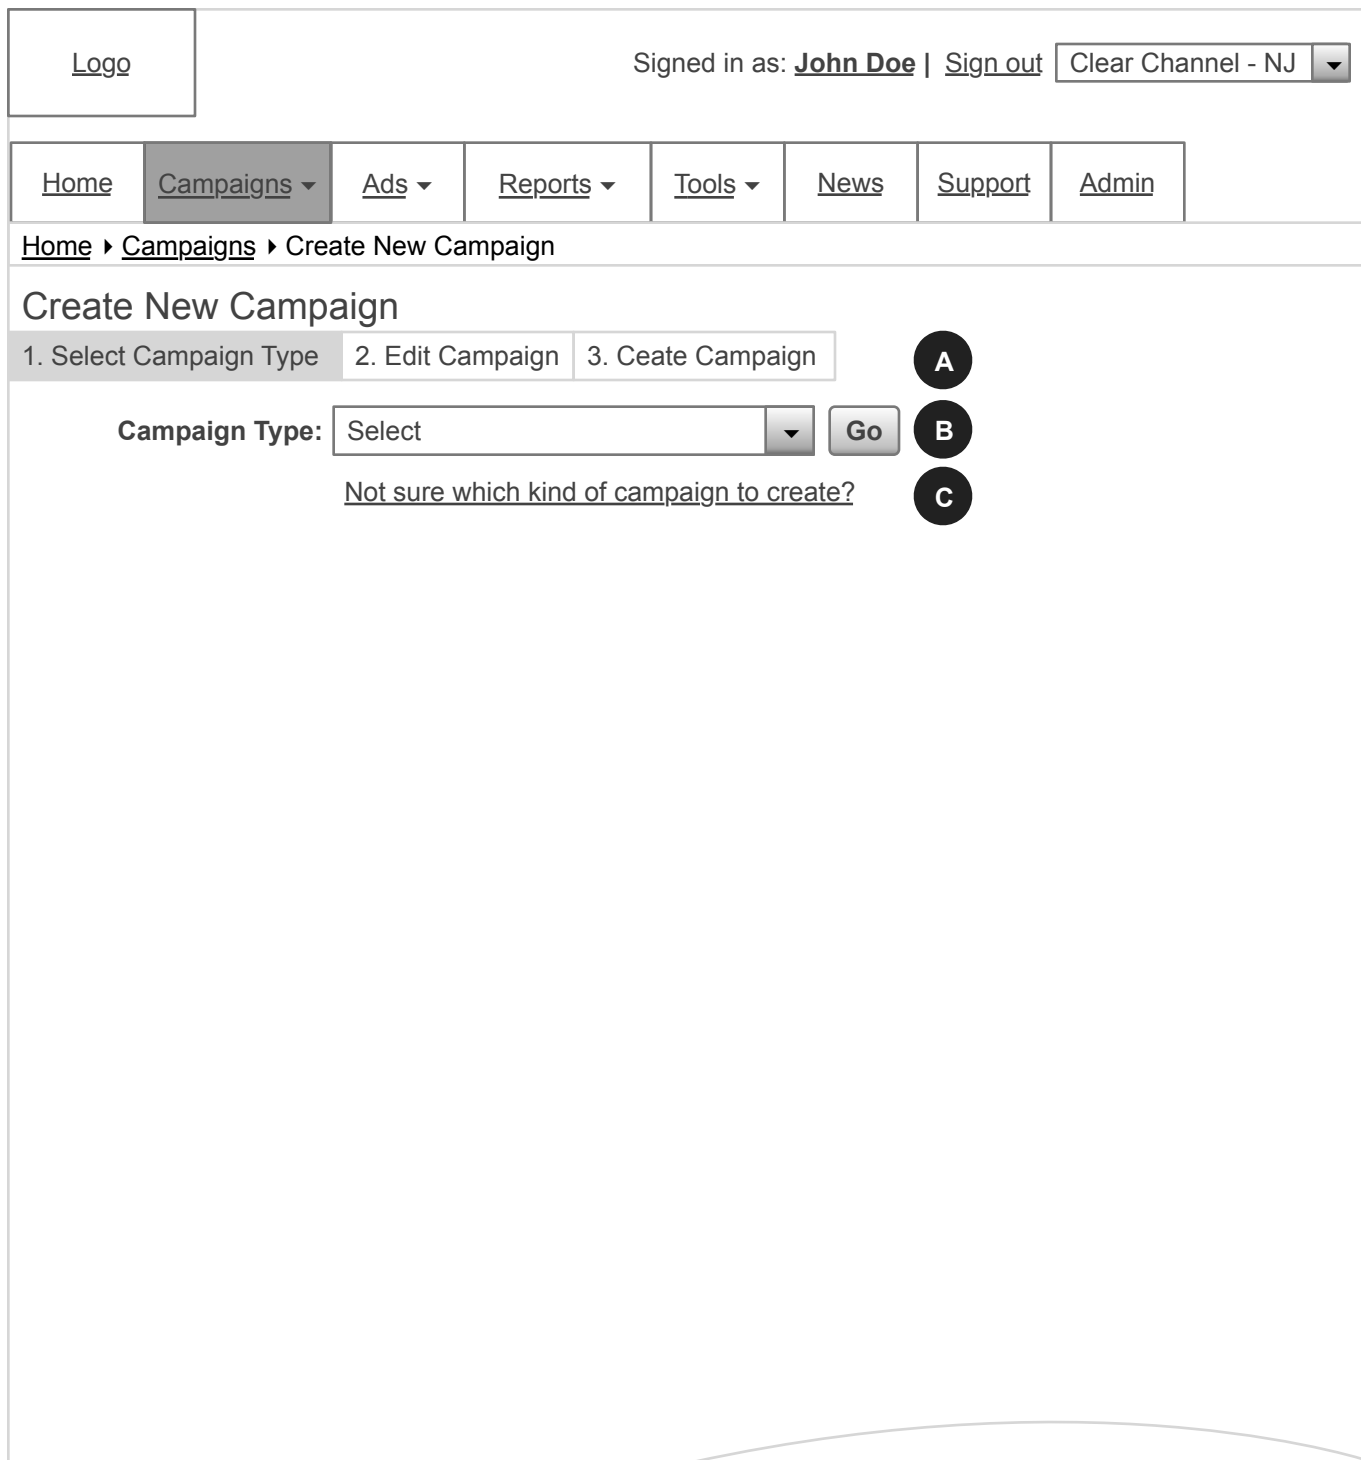 Logo
Signed in as: John Doe | Sign out Clear Channel - NJ
Home Campaigns Ads Reports Tools News Support Admin
Home Campaigns Create New Campaign
Create New Campaign
1. Select Campaign Type 2. Edit Campaign 3. Ceate Campaign A
Campaign Type: Select Go B
Not sure which kind of campaign to create? C